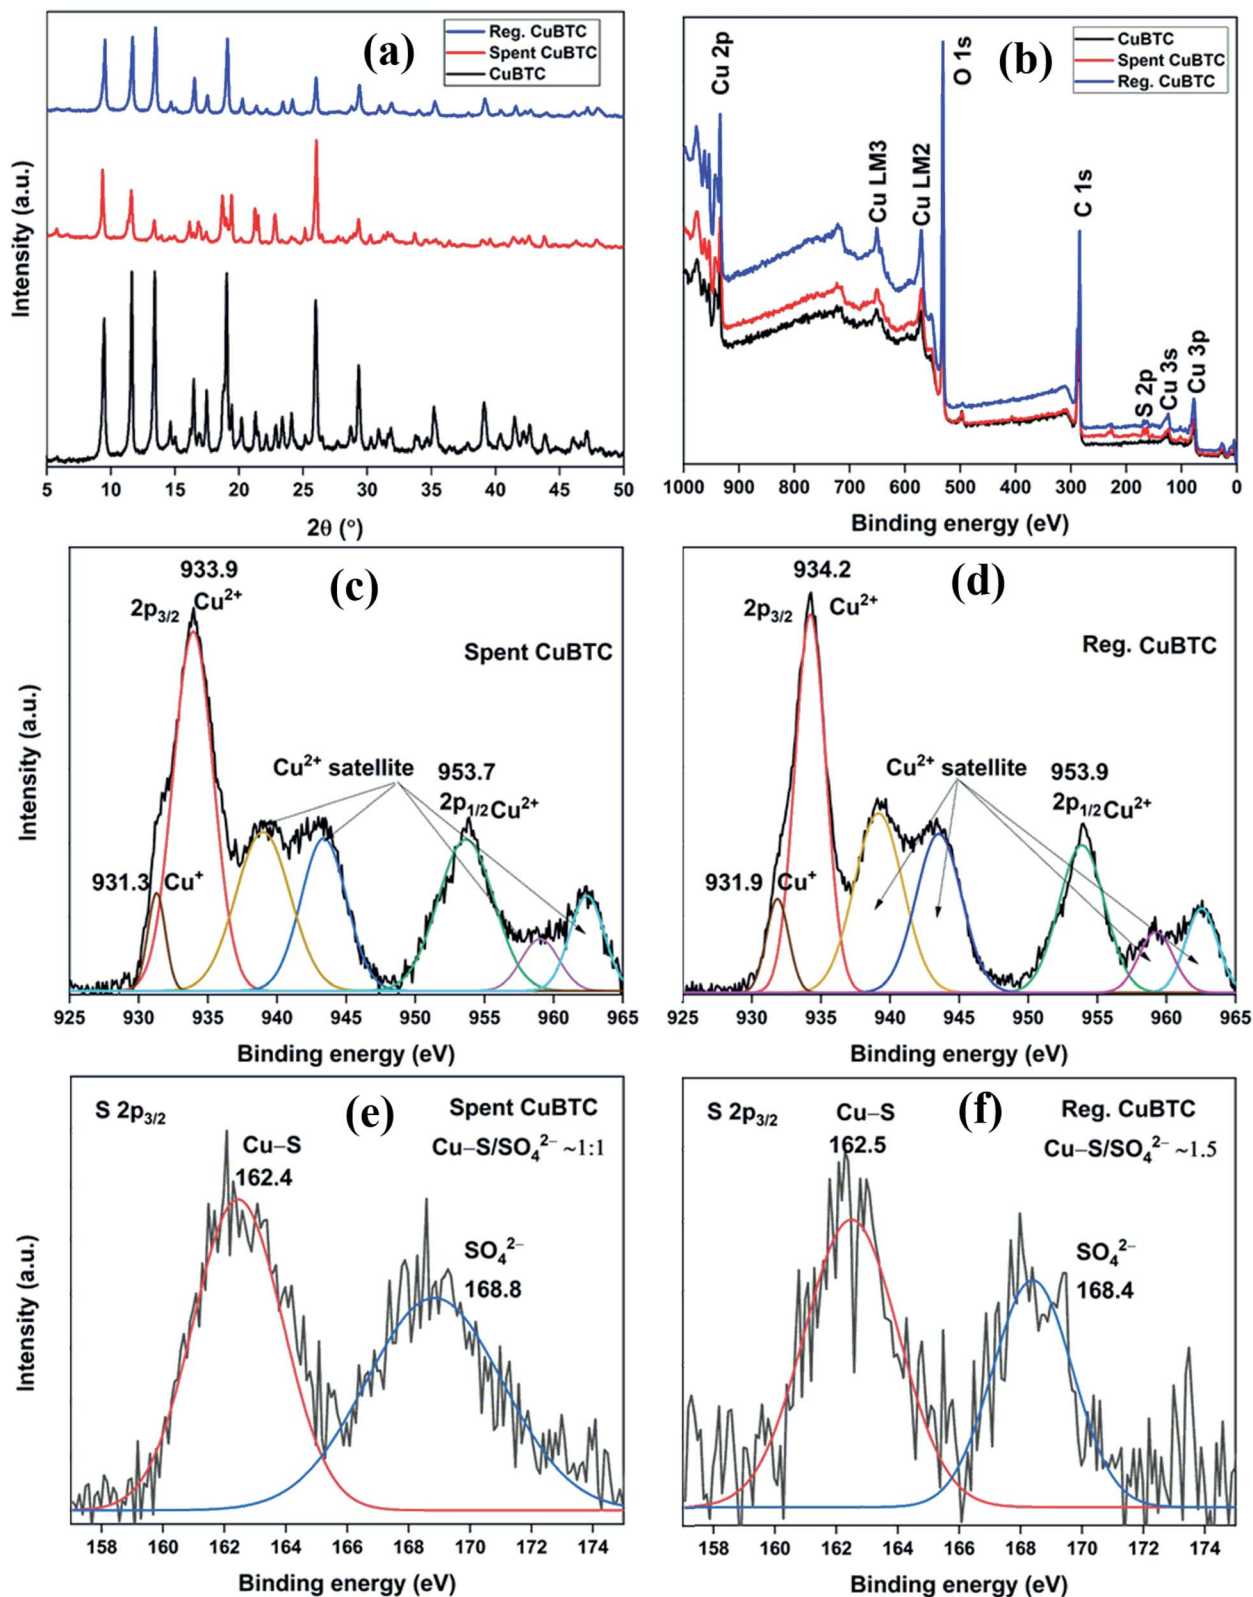 (a)
Reg. CuBTC
Spent CuBTC
CuBTC
Intensity (a.u.)
5 10 15 20 25 30 35 40 45 50
2θ (°)
(b)
CuBTC
Spent CuBTC
Reg. CuBTC
Cu 2p
Cu LM3
Cu LM2
O 1s
C 1s
S 2p
Cu 3s
Cu 3p
1000 900 800 700 600 500 400 300 200 100 0
Binding energy (eV)
(c)
933.9
2p3/2 Cu²⁺
Spent CuBTC
Cu²⁺ satellite
953.7
2p1/2 Cu²⁺
931.3 Cu⁺
Intensity (a.u.)
925 930 935 940 945 950 955 960 965
Binding energy (eV)
(d)
934.2
2p3/2 Cu²⁺
Reg. CuBTC
Cu²⁺ satellite
953.9
2p1/2 Cu²⁺
931.9 Cu⁺
925 930 935 940 945 950 955 960 965
Binding energy (eV)
S 2p3/2
(e)
Spent CuBTC
Cu–S/SO₄²⁻ ~1:1
Cu–S
162.4
SO₄²⁻
168.8
Intensity (a.u.)
158 160 162 164 166 168 170 172 174
Binding energy (eV)
S 2p3/2
(f)
Reg. CuBTC
Cu–S/SO₄²⁻ ~1.5
Cu–S
162.5
SO₄²⁻
168.4
158 160 162 164 166 168 170 172 174
Binding energy (eV)